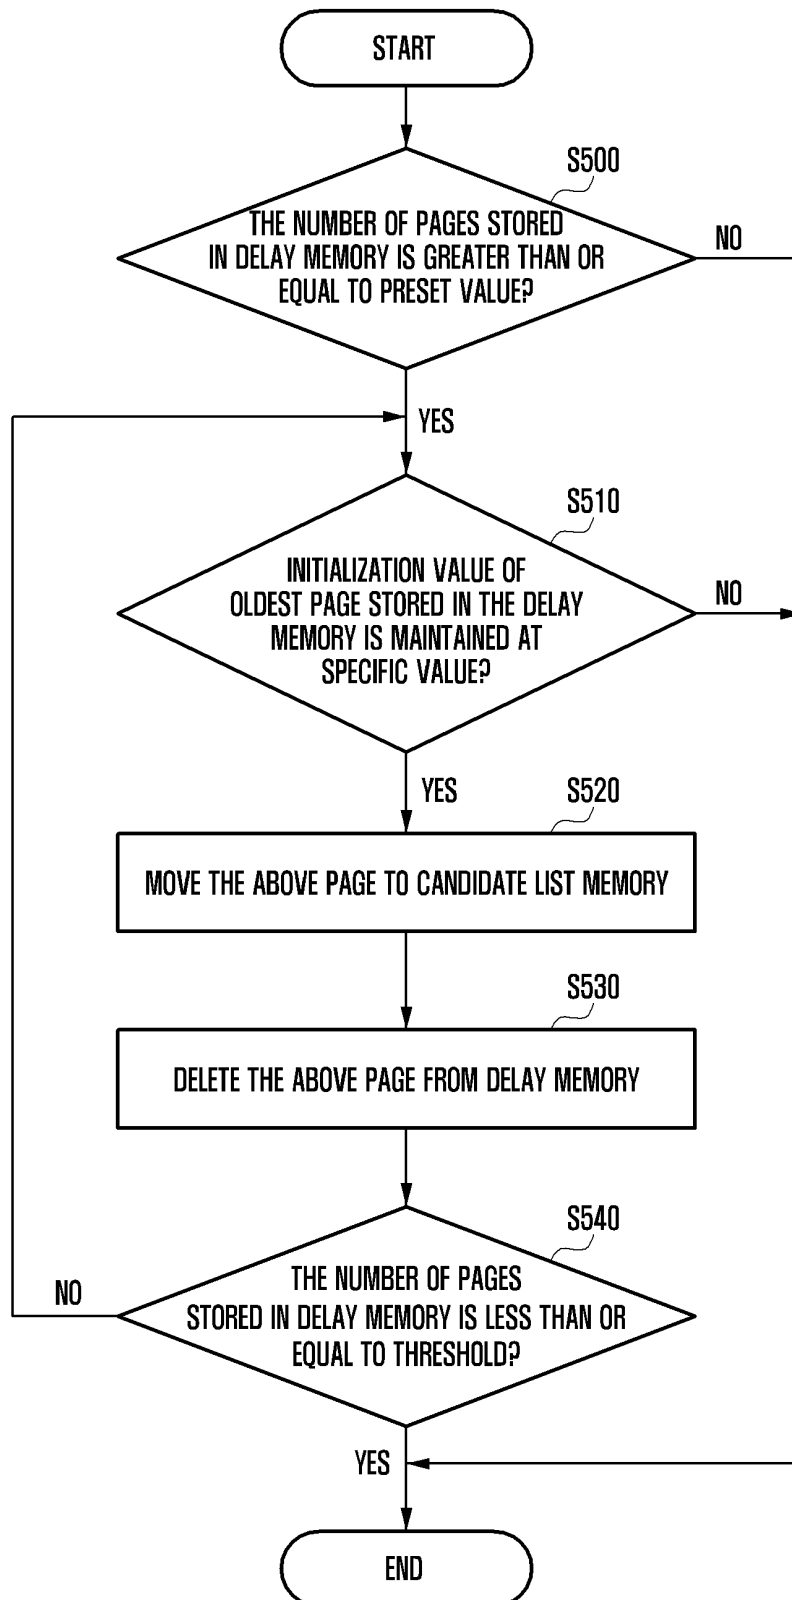 START
S500
THE NUMBER OF PAGES STORED
IN DELAY MEMORY IS GREATER THAN OR
EQUAL TO PRESET VALUE?
NO
YES
S510
INITIALIZATION VALUE OF
OLDEST PAGE STORED IN THE DELAY
MEMORY IS MAINTAINED AT
SPECIFIC VALUE?
NO
YES
S520
MOVE THE ABOVE PAGE TO CANDIDATE LIST MEMORY
S530
DELETE THE ABOVE PAGE FROM DELAY MEMORY
S540
THE NUMBER OF PAGES
STORED IN DELAY MEMORY IS LESS THAN OR
EQUAL TO THRESHOLD?
NO
YES
END